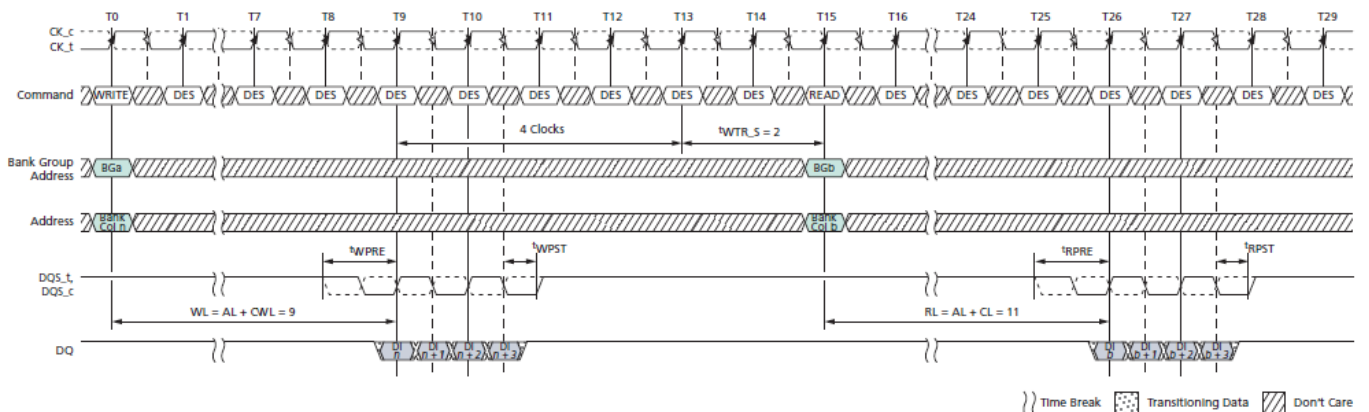 T0 T1 T7 T8 T9 T10 T11 T12 T13 T14 T15 T16 T24 T25 T26 T27 T28 T29
CK_c
CK_t
Command WRITE DES DES DES DES DES DES DES DES DES READ DES DES DES DES DES DES DES
4 Clocks tWTR_S = 2
Bank Group
Address BGa BGb
Address Bank
Col n Bank
Col b
tWPRE tWPST tRPRE tRPST
DQS_t,
DQS_c
WL = AL + CWL = 9 RL = AL + CL = 11
DQ DI
n DI
n + 1 DI
n + 2 DI
n + 3 DI
b DI
b + 1 DI
b + 2 DI
b + 3
Time Break Transitioning Data Don't Care